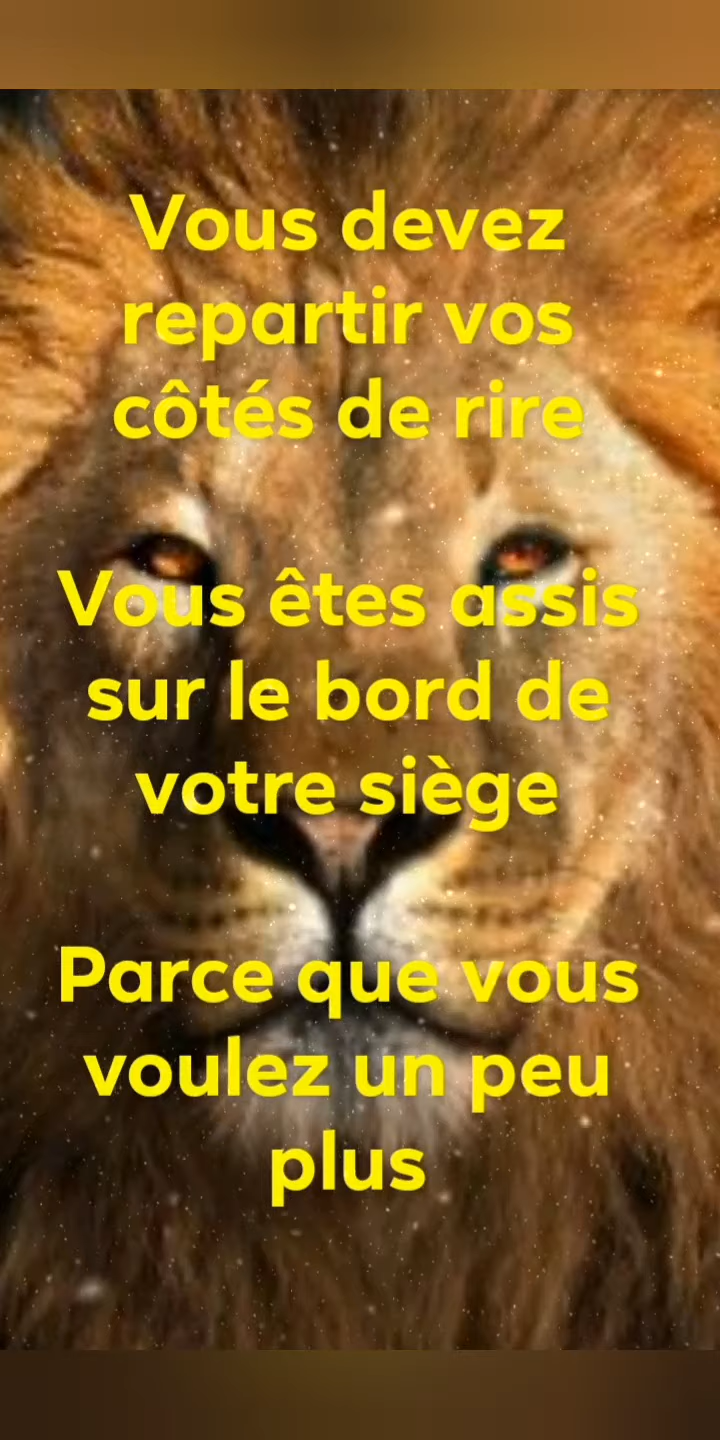 Vous devez
repartir vos
côtés de rire
Vous êtes assis
sur le bord de
votre siège
Parce que vous
voulez un peu
plus